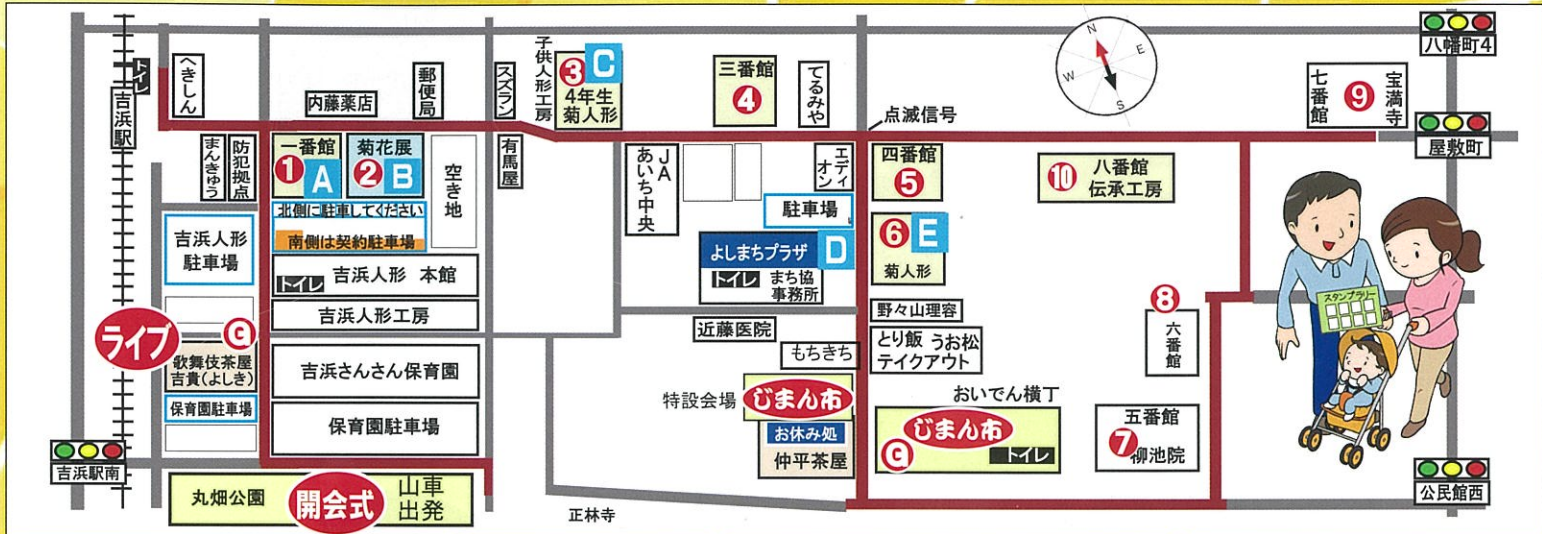 トイレ
吉浜駅
へきしん
内藤薬店
郵便局
スズラン
子供人形工房
3
C
4年生
菊人形
三番館
4
てるみや
点滅信号
N
E
W
S
八幡町4
七番館
9
宝満寺
屋敷町
まんきゅう
防犯拠点
一番館
1
A
菊花展
2
B
空き地
有馬屋
JA
あいち中央
エディオン
駐車場
四番館
5
10
八番館
伝承工房
北側に駐車してください
南側は契約駐車場
吉浜人形
駐車場
トイレ
吉浜人形 本館
吉浜人形工房
よしまちプラザ
D
トイレ
まち協
事務所
6
E
菊人形
8
六番館
スタンプラリー
野々山理容
近藤医院
もちきち
とり飯 うお松
テイクアウト
ライブ
G
歌舞伎茶屋
吉貴(よしき)
保育園駐車場
吉浜さんさん保育園
保育園駐車場
特設会場
じまん市
お休み処
仲平茶屋
おいでん横丁
じまん市
G
トイレ
五番館
7
柳池院
吉浜駅南
丸畑公園
開会式
山車
出発
正林寺
公民館西